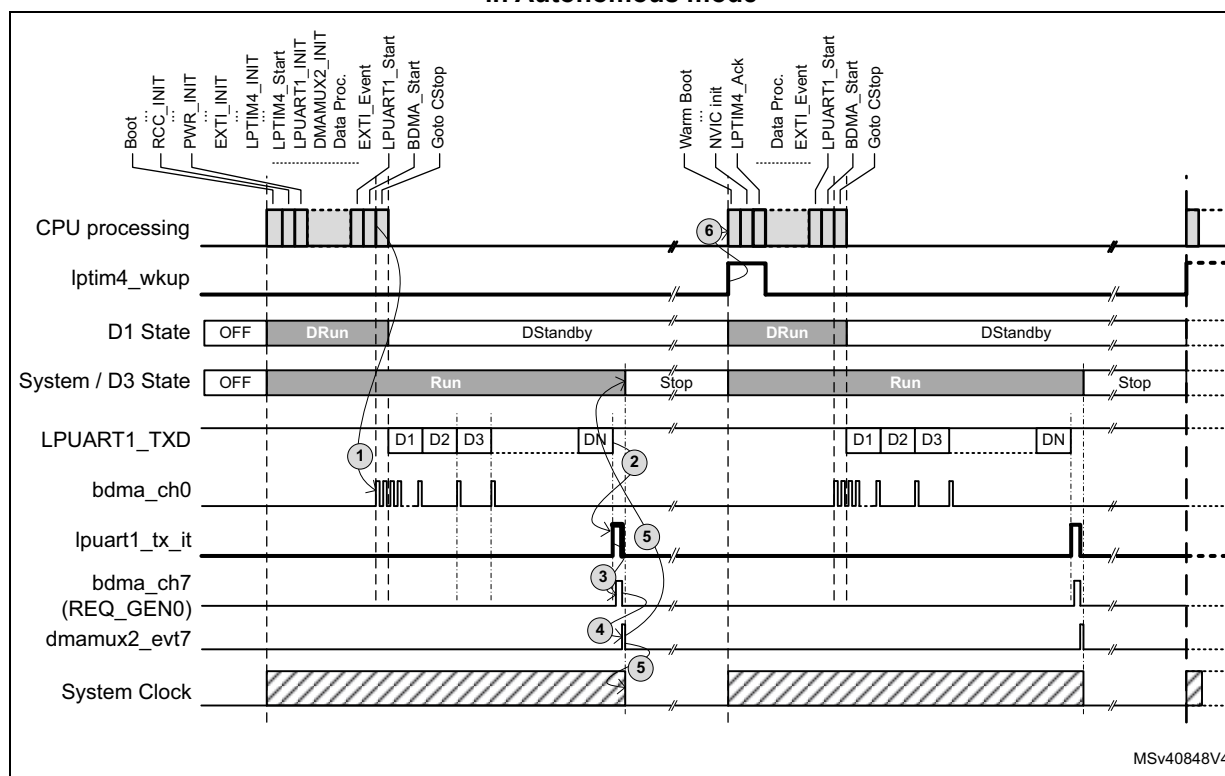 in Autonomous mode
Boot
...
RCC_INIT
...
PWR_INIT
...
EXTI_INIT
...
LPTIM4_INIT
...
LPTIM4_Start
LPUART1_INIT
DMAMUX2_INIT
Data Proc.
EXTI_Event
LPUART1_Start
BDMA_Start
Goto CStop
Warm Boot
...
NVIC init
LPTIM4_Ack
Data Proc.
EXTI_Event
LPUART1_Start
BDMA_Start
Goto CStop
CPU processing
6
lptim4_wkup
D1 State OFF DRun DStandby DRun DStandby
System / D3 State OFF Run Stop Run Stop
LPUART1_TXD D1 D2 D3 DN D1 D2 D3 DN
1 2
bdma_ch0
lpuart1_tx_it 5
bdma_ch7 3
(REQ_GEN0)
dmamux2_evt7 4
5
System Clock
MSv40848V4